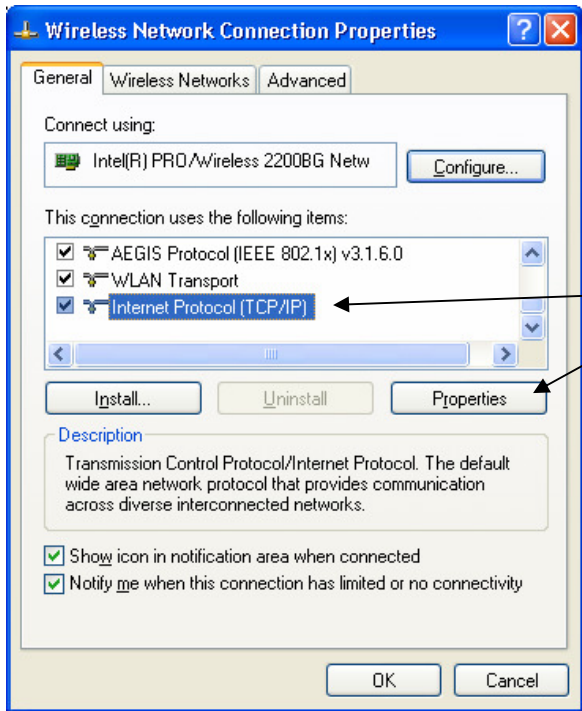 Wireless Network Connection Properties
General Wireless Networks Advanced
Connect using:
Intel(R) PRO/Wireless 2200BG Netw Configure...
This connection uses the following items:
AEGIS Protocol (IEEE 802.1x) v3.1.6.0
WLAN Transport
Internet Protocol (TCP/IP)
Install... Uninstall Properties
Description
Transmission Control Protocol/Internet Protocol. The default
wide area network protocol that provides communication
across diverse interconnected networks.
Show icon in notification area when connected
Notify me when this connection has limited or no connectivity
OK Cancel